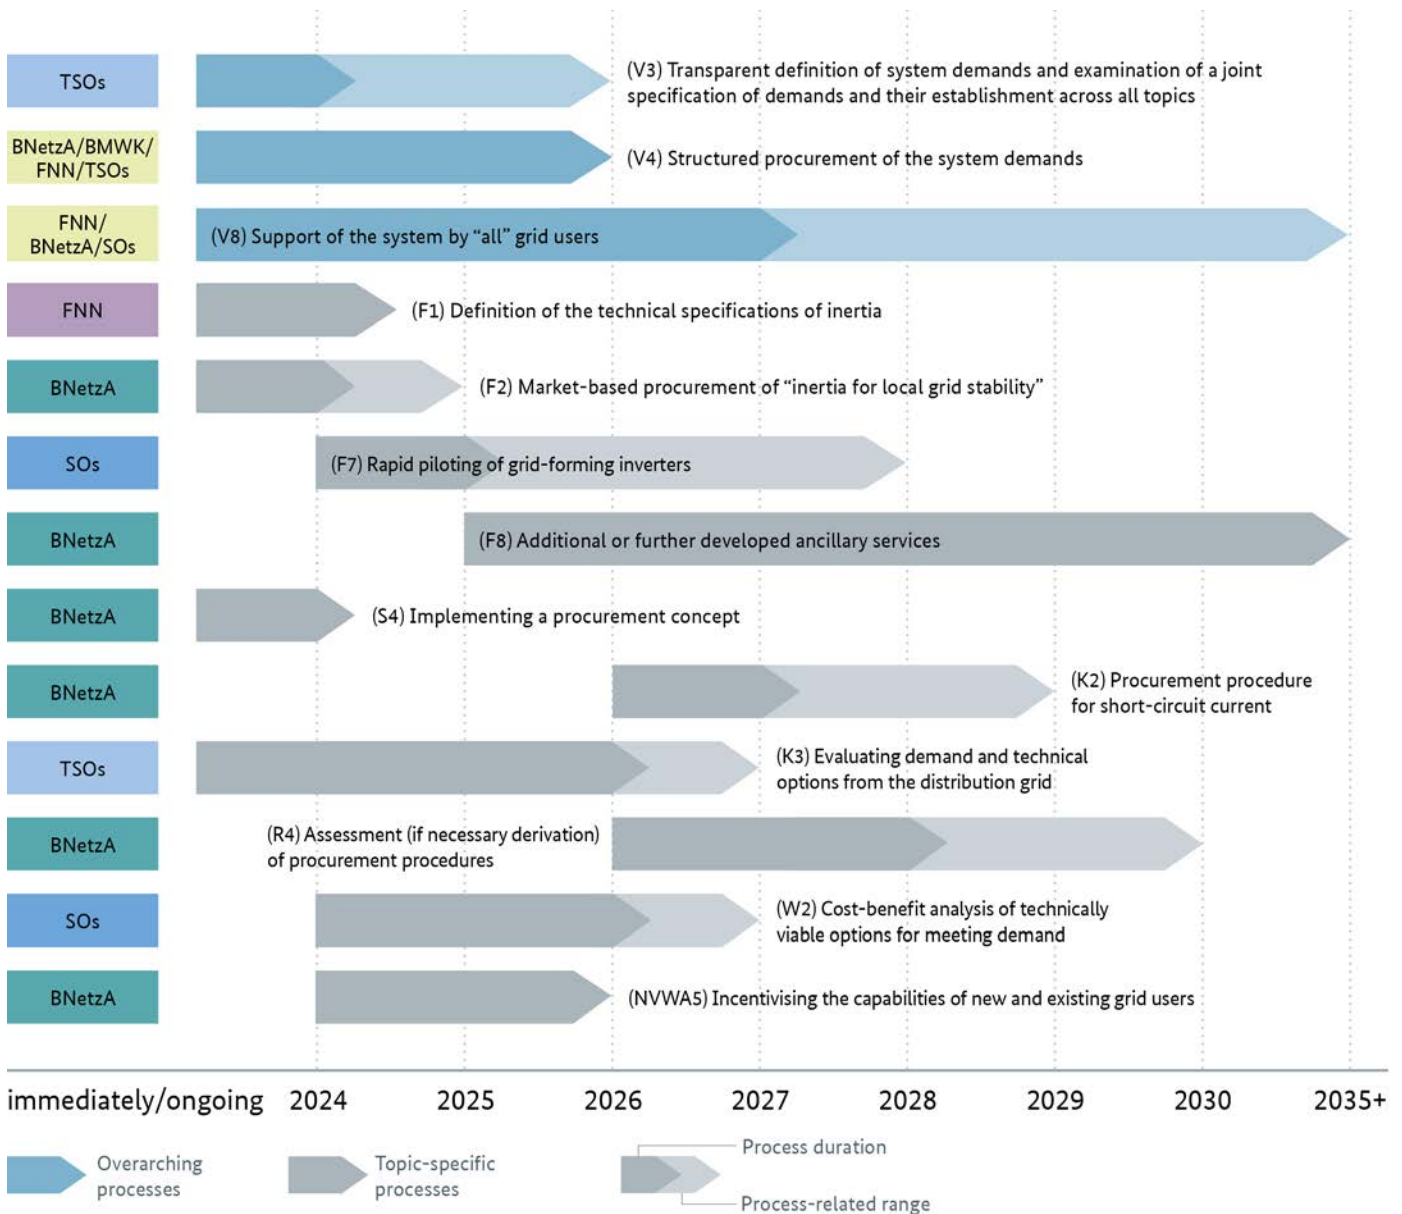 TSOs
(V3) Transparent definition of system demands and examination of a joint
specification of demands and their establishment across all topics
BNetzA/BMWK/
FNN/TSOs
(V4) Structured procurement of the system demands
FNN/
BNetzA/SOs
(V8) Support of the system by “all” grid users
FNN
(F1) Definition of the technical specifications of inertia
BNetzA
(F2) Market-based procurement of “inertia for local grid stability”
SOs
(F7) Rapid piloting of grid-forming inverters
BNetzA
(F8) Additional or further developed ancillary services
BNetzA
(S4) Implementing a procurement concept
BNetzA
(K2) Procurement procedure
for short-circuit current
TSOs
(K3) Evaluating demand and technical
options from the distribution grid
BNetzA
(R4) Assessment (if necessary derivation)
of procurement procedures
SOs
(W2) Cost-benefit analysis of technically
viable options for meeting demand
BNetzA
(NVWA5) Incentivising the capabilities of new and existing grid users
immediately/ongoing 2024 2025 2026 2027 2028 2029 2030 2035+
Overarching
processes
Topic-specific
processes
Process duration
Process-related range